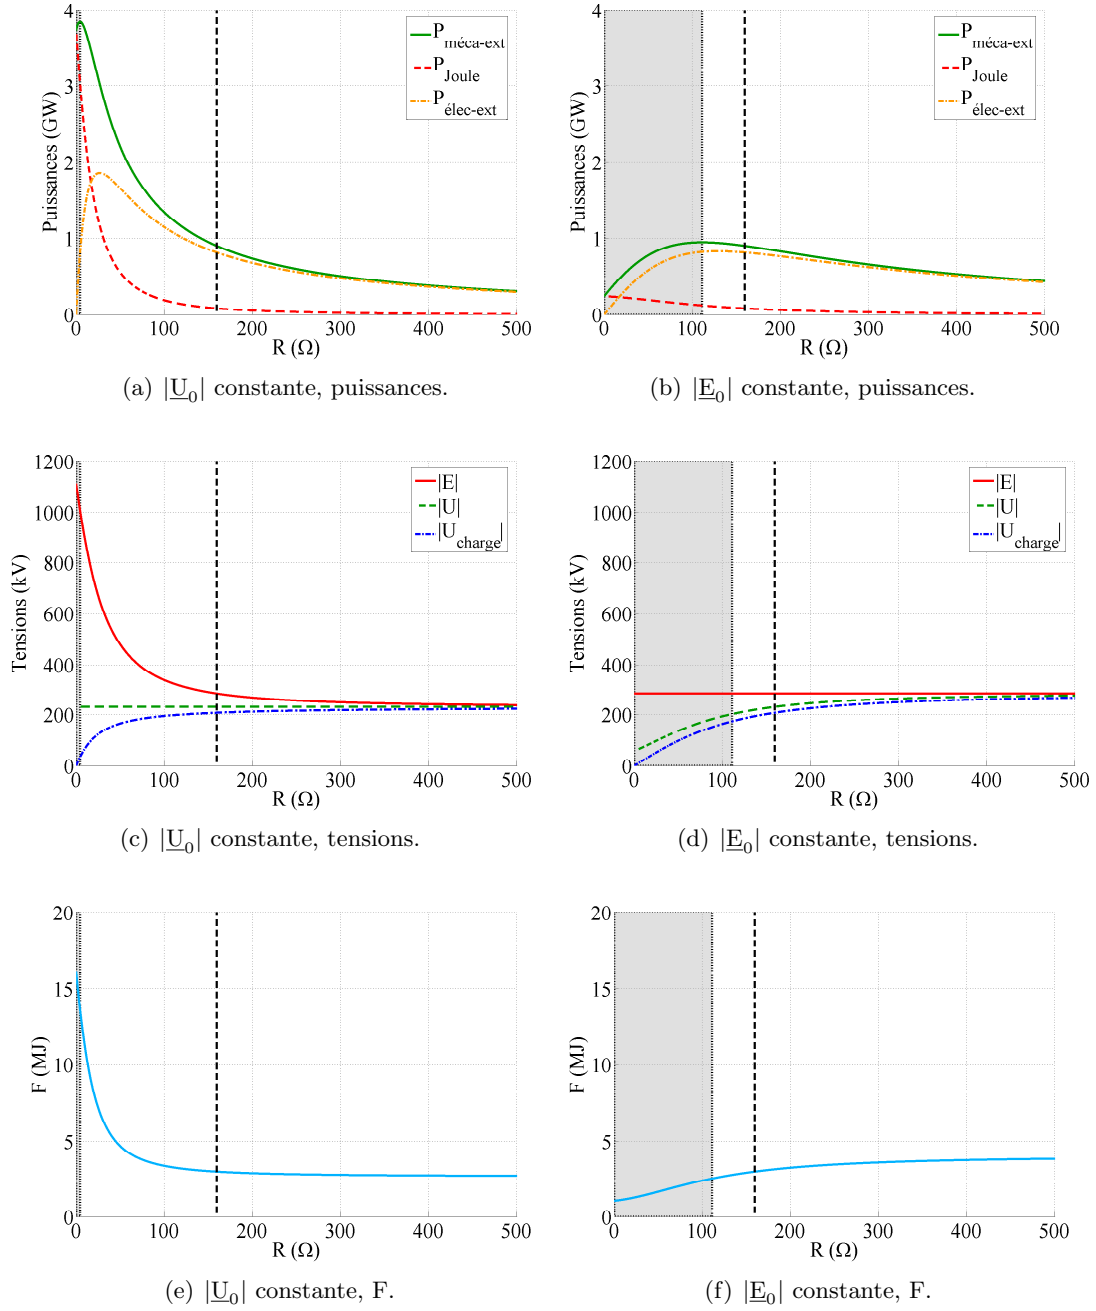 Puissances (GW)
4
3
2
1
0
P méca-ext
P Joule
P élec-ext
0 100 200 300 400 500
R (Ω)
(a) |U₀| constante, puissances.
Puissances (GW)
4
3
2
1
0
P méca-ext
P Joule
P élec-ext
0 100 200 300 400 500
R (Ω)
(b) |E₀| constante, puissances.
Tensions (kV)
1200
1000
800
600
400
200
0
|E|
|U|
|U charge|
0 100 200 300 400 500
R (Ω)
(c) |U₀| constante, tensions.
Tensions (kV)
1200
1000
800
600
400
200
0
|E|
|U|
|U charge|
0 100 200 300 400 500
R (Ω)
(d) |E₀| constante, tensions.
F (MJ)
20
15
10
5
0
0 100 200 300 400 500
R (Ω)
(e) |U₀| constante, F.
F (MJ)
20
15
10
5
0
0 100 200 300 400 500
R (Ω)
(f) |E₀| constante, F.